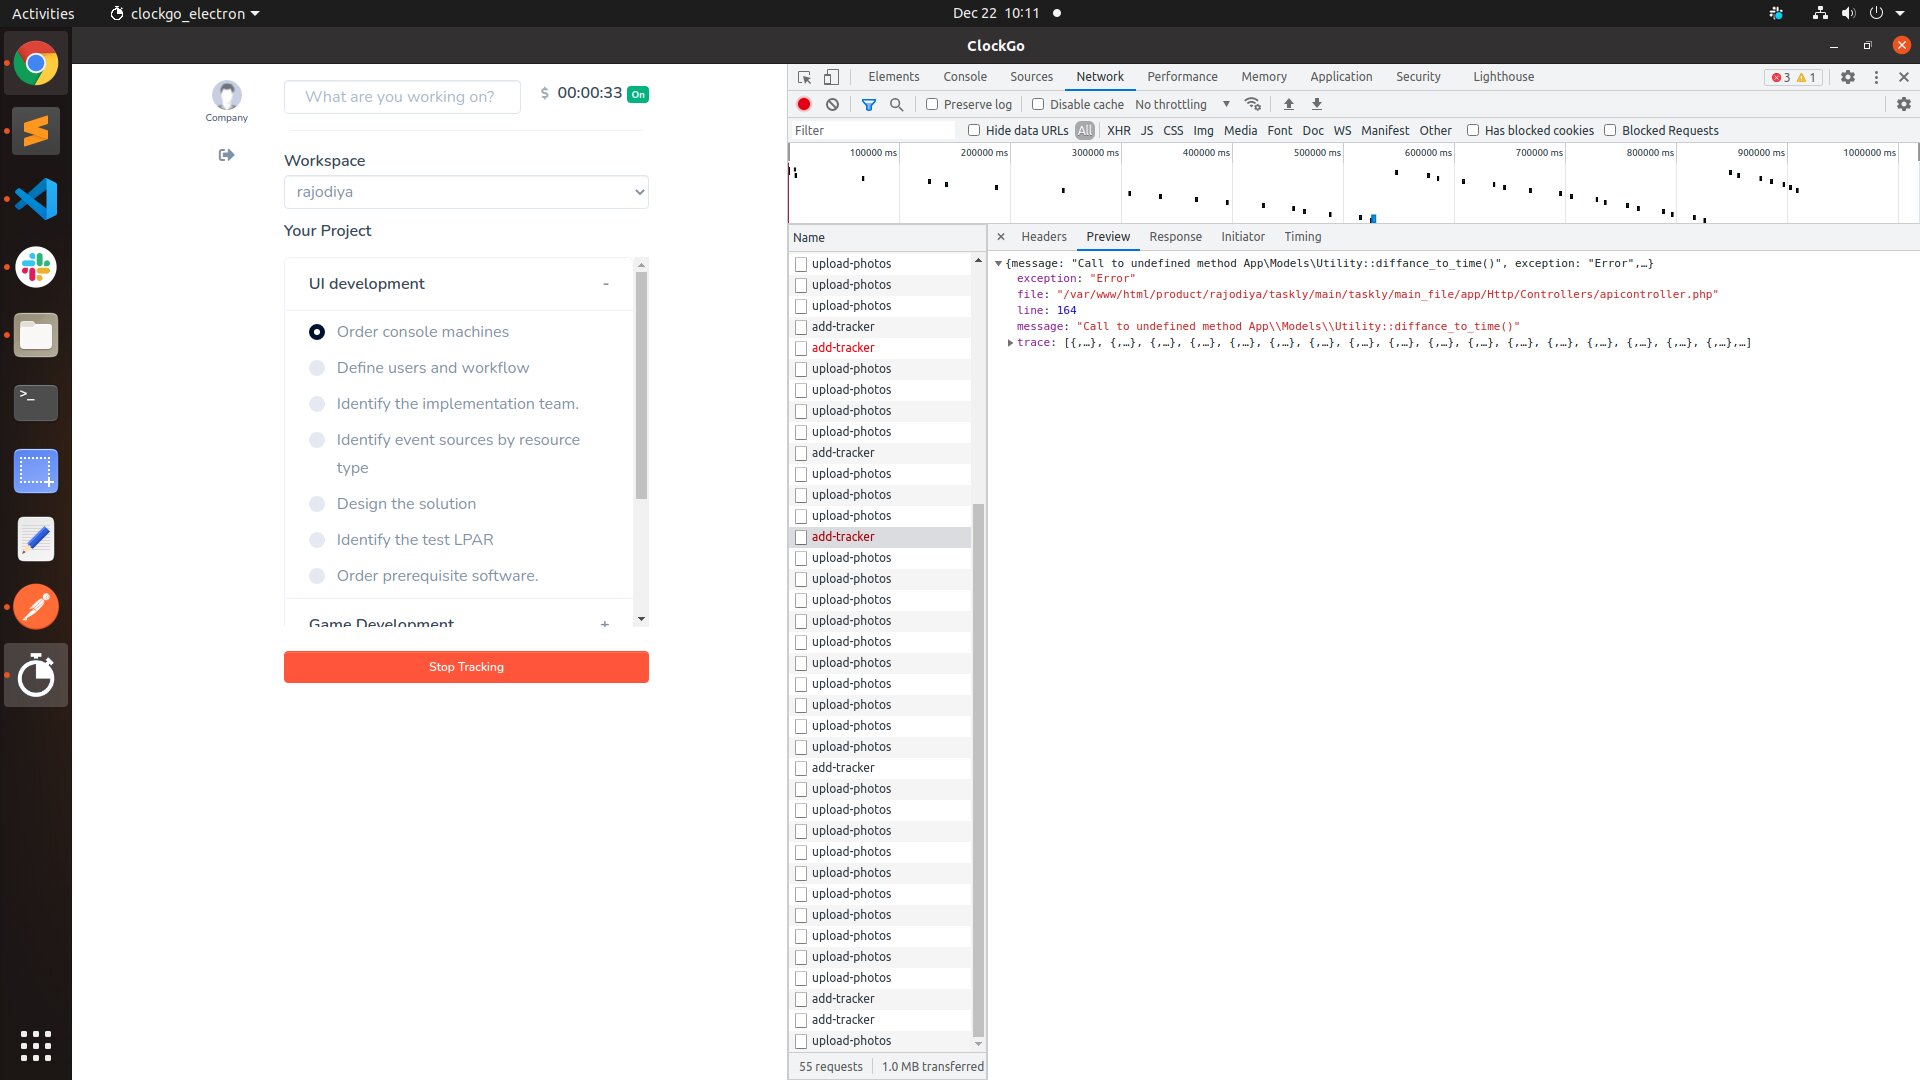 Activities
clockgo_electron
Dec 22 10:11
ClockGo
Company
What are you working on?
$ 00:00:33 On
Workspace
rajodiya
Your Project
UI development -
Order console machines
Define users and workflow
Identify the implementation team.
Identify event sources by resource
type
Design the solution
Identify the test LPAR
Order prerequisite software.
Game Development +
Stop Tracking
Elements Console Sources Network Performance Memory Application Security Lighthouse 3 1
Preserve log Disable cache No throttling
Filter Hide data URLs All XHR JS CSS Img Media Font Doc WS Manifest Other Has blocked cookies Blocked Requests
100000 ms 200000 ms 300000 ms 400000 ms 500000 ms 600000 ms 700000 ms 800000 ms 900000 ms 1000000 ms
Name
upload-photos
upload-photos
upload-photos
add-tracker
add-tracker
upload-photos
upload-photos
upload-photos
upload-photos
add-tracker
upload-photos
upload-photos
upload-photos
add-tracker
upload-photos
upload-photos
upload-photos
upload-photos
upload-photos
upload-photos
upload-photos
upload-photos
upload-photos
upload-photos
add-tracker
upload-photos
upload-photos
upload-photos
upload-photos
upload-photos
upload-photos
upload-photos
upload-photos
upload-photos
upload-photos
add-tracker
add-tracker
upload-photos
55 requests 1.0 MB transferred
Headers Preview Response Initiator Timing
{message: "Call to undefined method App\Models\Utility::diffance_to_time()", exception: "Error",…}
exception: "Error"
file: "/var/www/html/product/rajodiya/taskly/main/taskly/main_file/app/Http/Controllers/apicontroller.php"
line: 164
message: "Call to undefined method App\\Models\\Utility::diffance_to_time()"
trace: [{,…}, {,…}, {,…}, {,…}, {,…}, {,…}, {,…}, {,…}, {,…}, {,…}, {,…}, {,…}, {,…}, {,…}, {,…}, {,…}, {,…},…]